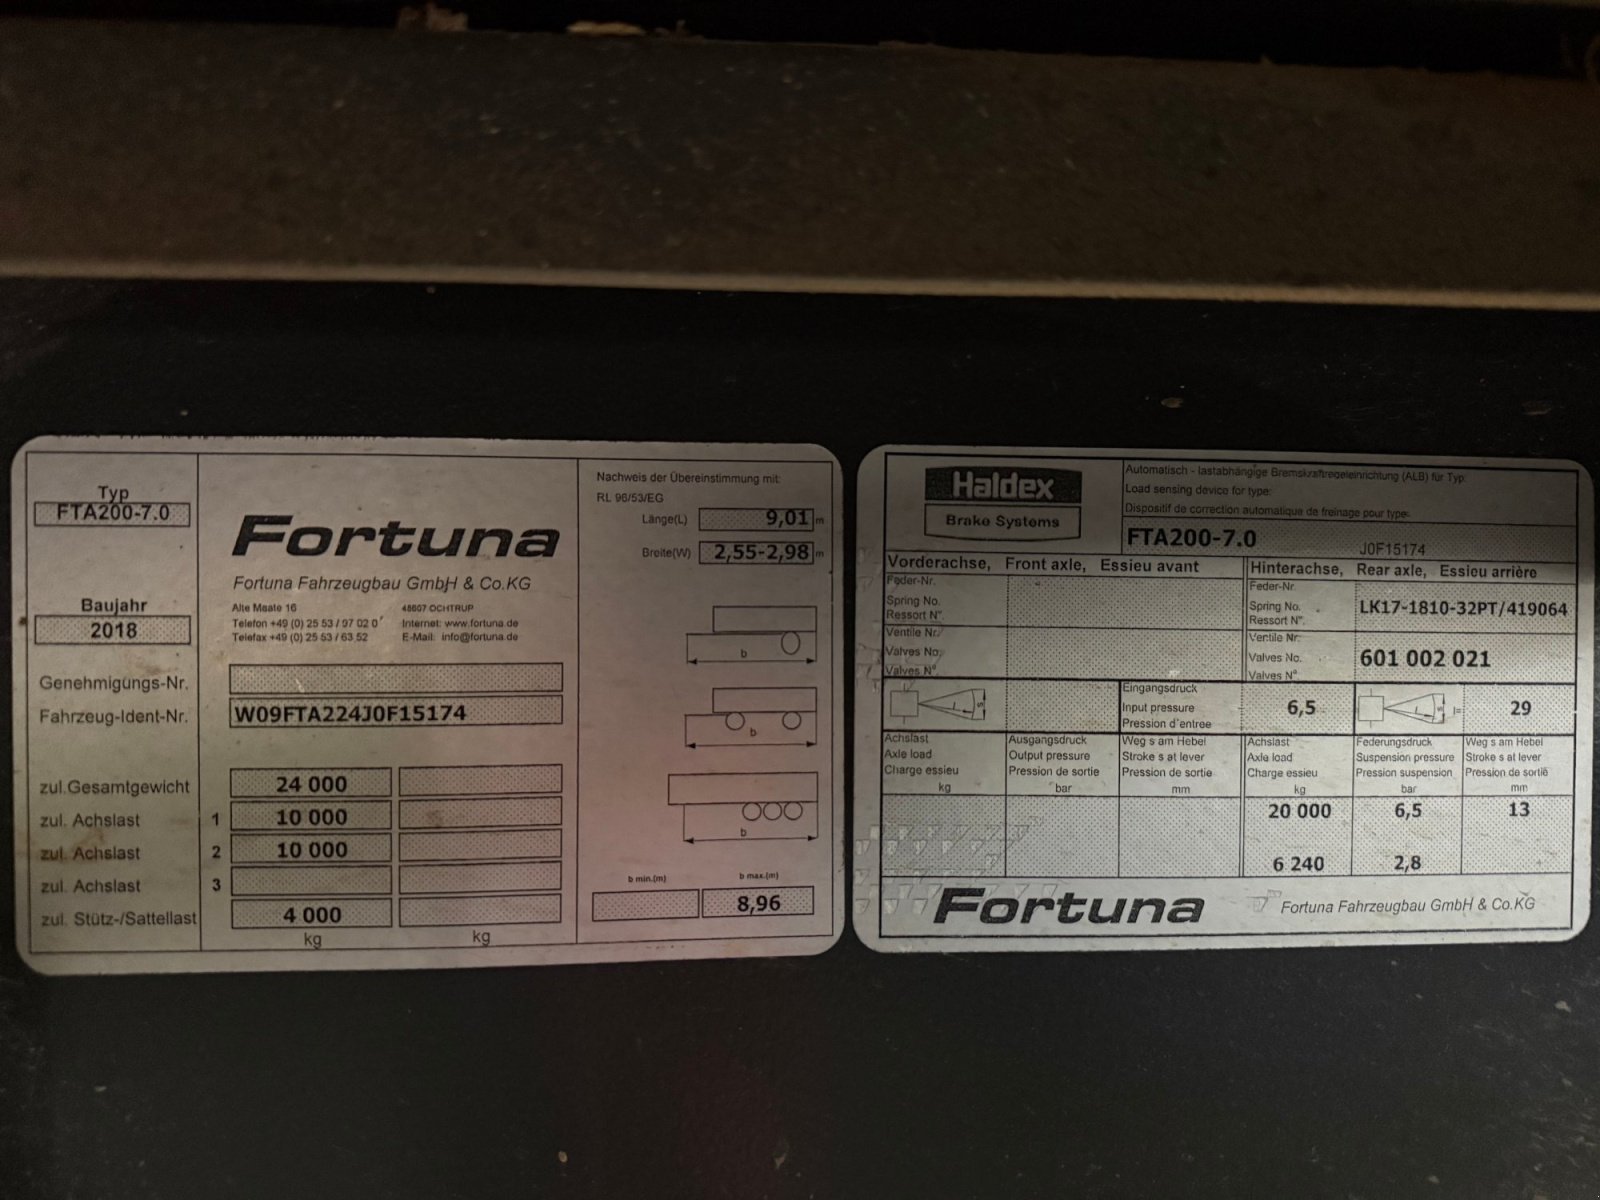 Typ
FTA200-7.0
Baujahr
2018
Genehmigungs-Nr.
Fahrzeug-Ident-Nr.
W09FTA224J0F15174
Fortuna
Fortuna Fahrzeugbau GmbH & Co.KG
Alte Maate 16 48607 OCHTRUP
Telefon +49 (0) 25 53 / 97 02 0 Internet: www.fortuna.de
Telefax +49 (0) 25 53 / 63 52 E-Mail: info@fortuna.de
zul.Gesamtgewicht 24 000
zul. Achslast 1 10 000
zul. Achslast 2 10 000
zul. Achslast 3
zul. Stütz-/Sattellast 4 000
kg kg
Nachweis der Übereinstimmung mit:
RL 96/53/EG
Länge(L) 9,01 m
Breite(W) 2,55-2,98 m
b
b
b
b min.(m) b max.(m)
8,96
Haldex
Brake Systems
Automatisch - lastabhängige Bremskraftregeleinrichtung (ALB) für Typ:
Load sensing device for type:
Dispositif de correction automatique de freinage pour type:
FTA200-7.0 J0F15174
Vorderachse, Front axle, Essieu avant
Feder-Nr.
Spring No.
Ressort N°.
Ventile Nr.
Valves No.
Valves N°.
Hinterachse, Rear axle, Essieu arrière
Feder-Nr.
Spring No. LK17-1810-32PT/419064
Ressort N°.
Ventile Nr.
Valves No. 601 002 021
Valves N°.
L s
Eingangsdruck
Input pressure 6,5
Pression d'entree
L s l= 29
Achslast Ausgangsdruck Weg s am Hebel Achslast Federungsdruck Weg s am Hebel
Axle load Output pressure Stroke s at lever Axle load Suspension pressure Stroke s at lever
Charge essieu Pression de sortie Pression de sortie Charge essieu Pression suspension Pression de sortie
kg bar mm kg bar mm
20 000 6,5 13
6 240 2,8
Fortuna Fortuna Fahrzeugbau GmbH & Co.KG